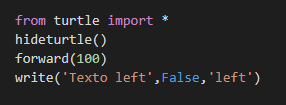 from turtle import *
hideturtle()
forward(100)
write('Texto left',False,'left')